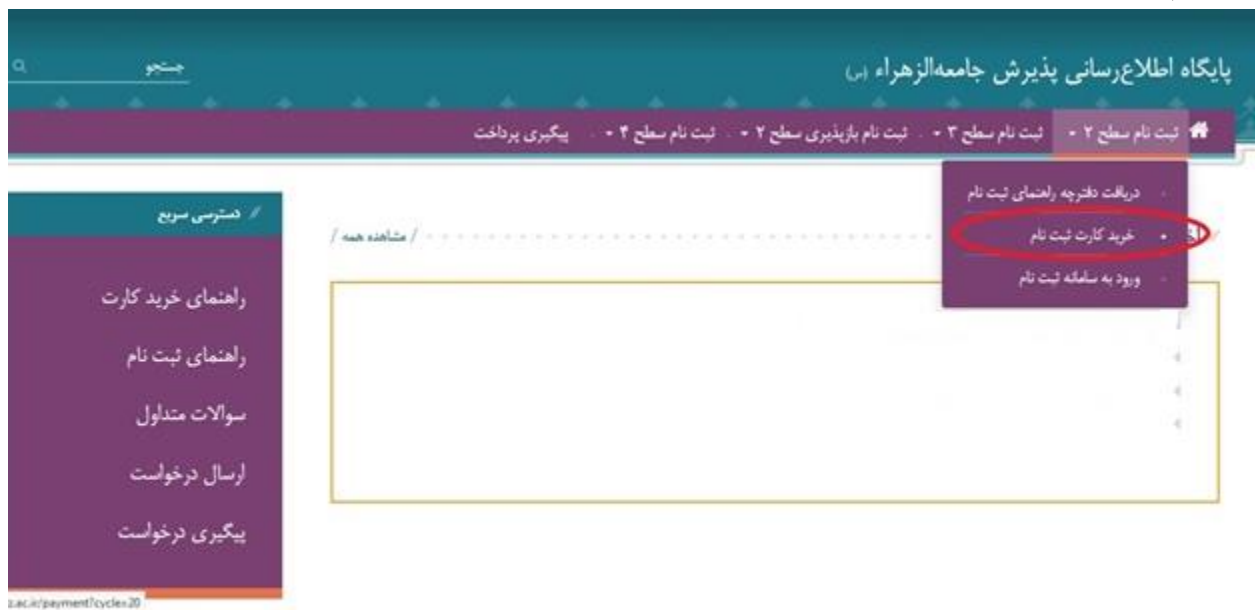 پایگاه اطلاع‌رسانی پذیرش جامعه‌الزهراء (س)
جستجو
ثبت نام سطح ۲ ثبت نام سطح ۳ ثبت نام بازپذیری سطح ۲ ثبت نام سطح ۴ پیگیری پرداخت
دریافت دفترچه راهنمای ثبت نام
خرید کارت ثبت نام
ورود به سامانه ثبت نام
/ مشاهده همه /
// دسترسی سریع
راهنمای خرید کارت
راهنمای ثبت نام
سوالات متداول
ارسال درخواست
پیگیری درخواست
z.ac.ir/payment?cycle=20